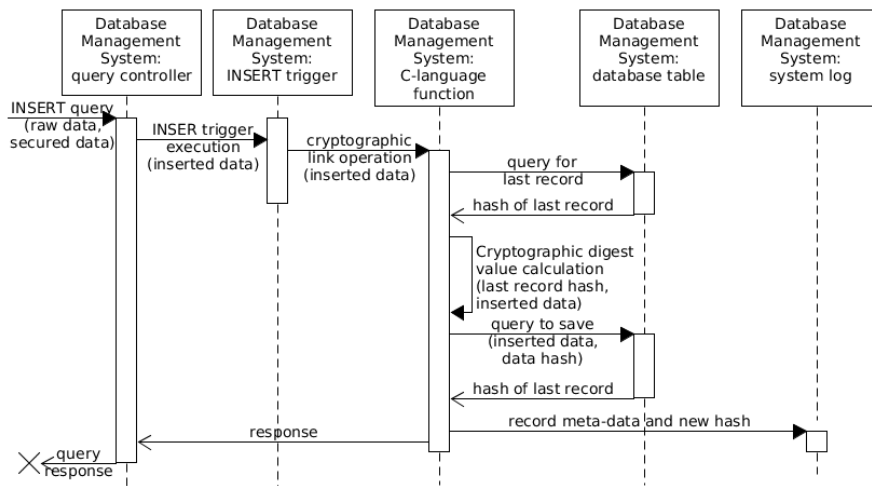 Database
Management
System:
query controller
Database
Management
System:
INSERT trigger
Database
Management
System:
C-language
function
Database
Management
System:
database table
Database
Management
System:
system log
INSERT query
(raw data,
secured data)
INSER trigger
execution
(inserted data)
cryptographic
link operation
(inserted data)
query for
last record
hash of last record
Cryptographic digest
value calculation
(last record hash,
inserted data)
query to save
(inserted data,
data hash)
hash of last record
record meta-data and new hash
response
query
response